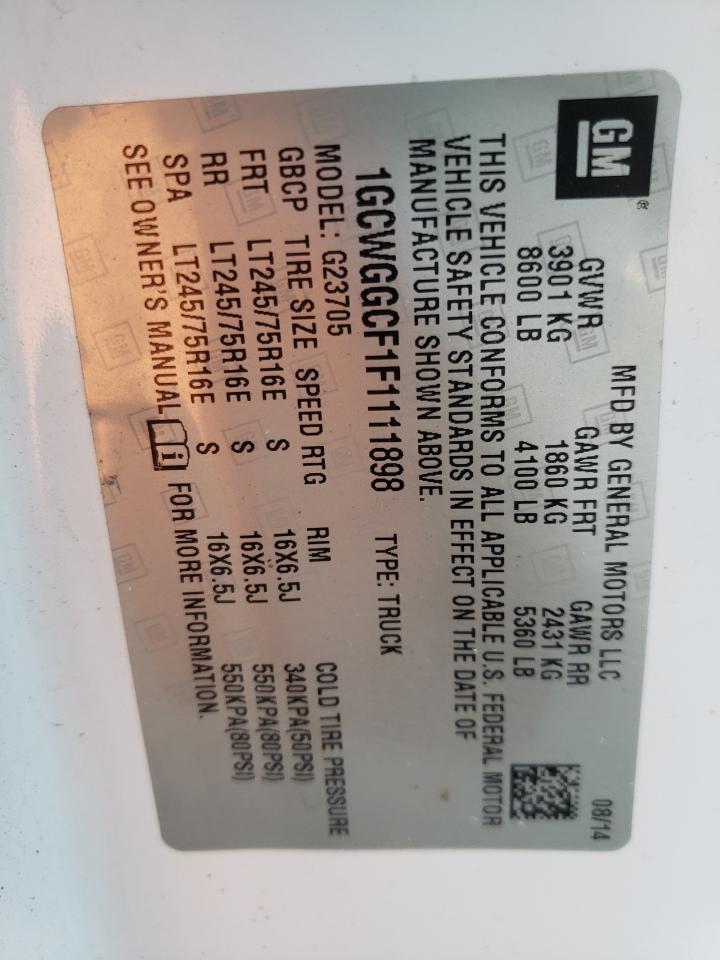 GM®
MFD BY GENERAL MOTORS LLC 08/14
GVWR GAWR FRT GAWR RR
3901 KG 1860 KG 2431 KG
8600 LB 4100 LB 5360 LB
THIS VEHICLE CONFORMS TO ALL APPLICABLE U.S. FEDERAL MOTOR
VEHICLE SAFETY STANDARDS IN EFFECT ON THE DATE OF
MANUFACTURE SHOWN ABOVE.
1GCWGGCF1F1111898 TYPE: TRUCK
MODEL: G23705
GBCP TIRE SIZE SPEED RTG RIM COLD TIRE PRESSURE
FRT LT245/75R16E S 16X6.5J 340KPA(50PSI)
RR LT245/75R16E S 16X6.5J 550KPA(80PSI)
SPA LT245/75R16E S 16X6.5J 550KPA(80PSI)
SEE OWNER'S MANUAL FOR MORE INFORMATION.